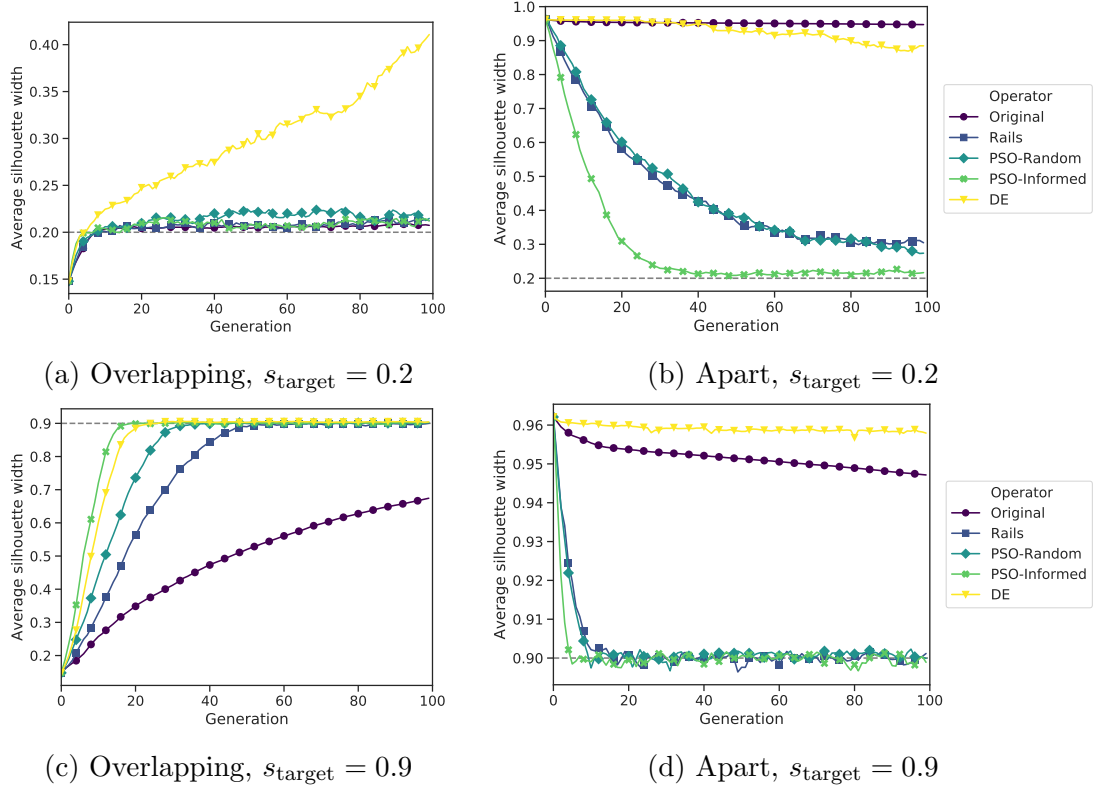 0.40
0.35
0.30
0.25
0.20
0.15
Average silhouette width
0 20 40 60 80 100
Generation
(a) Overlapping, s_target = 0.2
1.0
0.9
0.8
0.7
0.6
0.5
0.4
0.3
0.2
Average silhouette width
0 20 40 60 80 100
Generation
(b) Apart, s_target = 0.2
Operator
Original
Rails
PSO-Random
PSO-Informed
DE
0.9
0.8
0.7
0.6
0.5
0.4
0.3
0.2
Average silhouette width
0 20 40 60 80 100
Generation
(c) Overlapping, s_target = 0.9
0.96
0.95
0.94
0.93
0.92
0.91
0.90
Average silhouette width
0 20 40 60 80 100
Generation
(d) Apart, s_target = 0.9
Operator
Original
Rails
PSO-Random
PSO-Informed
DE